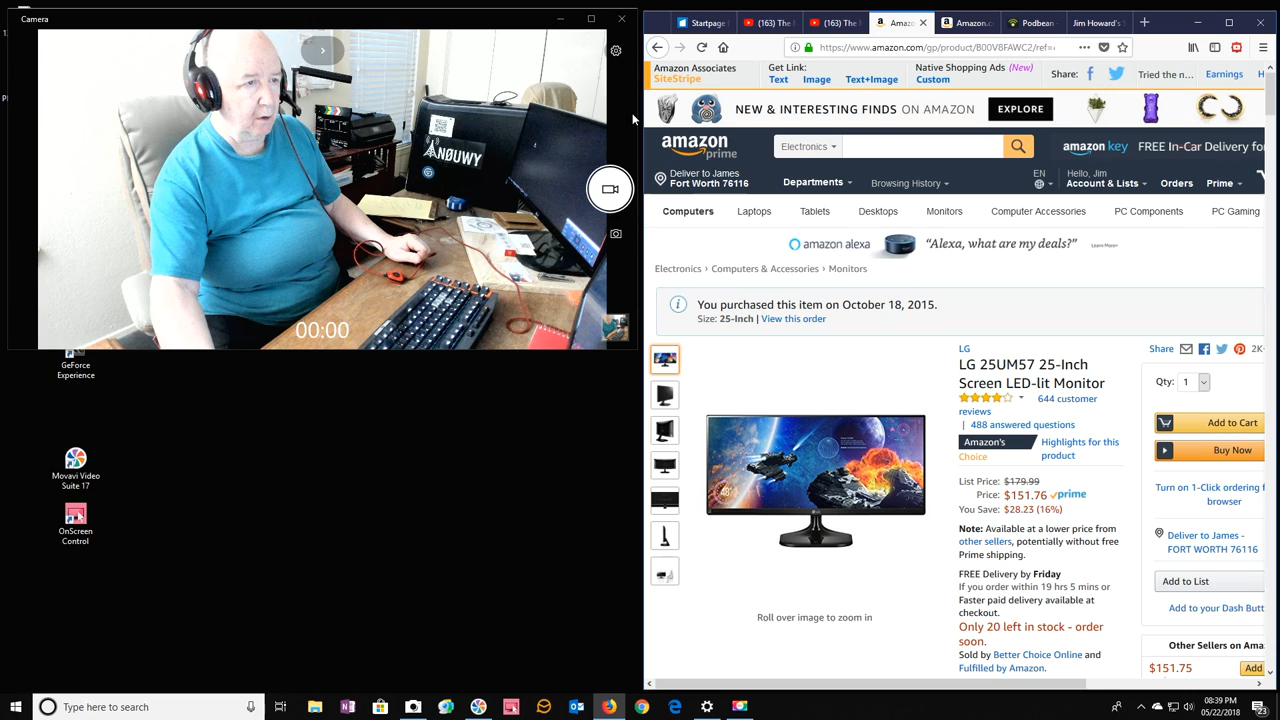 Camera
00:00
NØUWY
GeForce
Experience
Movavi Video
Suite 17
OnScreen
Control
Startpage
(163) The
(163) The
Amazo
Amazon.c
Podbean -
Jim Howard's
https://www.amazon.com/gp/product/B00V8FAWC2/ref=
Amazon Associates
SiteStripe
Get Link:
Text Image Text+Image
Native Shopping Ads (New)
Custom
Share:
Tried the n...
Earnings
H
NEW & INTERESTING FINDS ON AMAZON
EXPLORE
amazon
prime
Electronics
amazon key FREE In-Car Delivery for
Deliver to James
Fort Worth 76116
Departments
Browsing History
EN
Hello, Jim
Account & Lists
Orders
Prime
Computers Laptops Tablets Desktops Monitors Computer Accessories PC Components PC Gaming
amazon alexa "Alexa, what are my deals?" Learn More
Electronics › Computers & Accessories › Monitors
You purchased this item on October 18, 2015.
Size: 25-Inch | View this order
LG
LG 25UM57 25-Inch
Screen LED-lit Monitor
644 customer
reviews
| 488 answered questions
Amazon's
Choice
Highlights for this
product
List Price: $179.99
Price: $151.76 prime
You Save: $28.23 (16%)
Note: Available at a lower price from
other sellers, potentially without free
Prime shipping.
FREE Delivery by Friday
If you order within 19 hrs 5 mins or
Faster paid delivery available at
checkout.
Only 20 left in stock - order
soon.
Sold by Better Choice Online and
Fulfilled by Amazon.
Roll over image to zoom in
Share
2K
Qty: 1
Add to Cart
Buy Now
Turn on 1-Click ordering f
browser
Deliver to James -
FORT WORTH 76116
Add to List
Add to your Dash Butt
Other Sellers on Ama
$151.75
Add
Type here to search
08:39 PM
05/22/2018
23